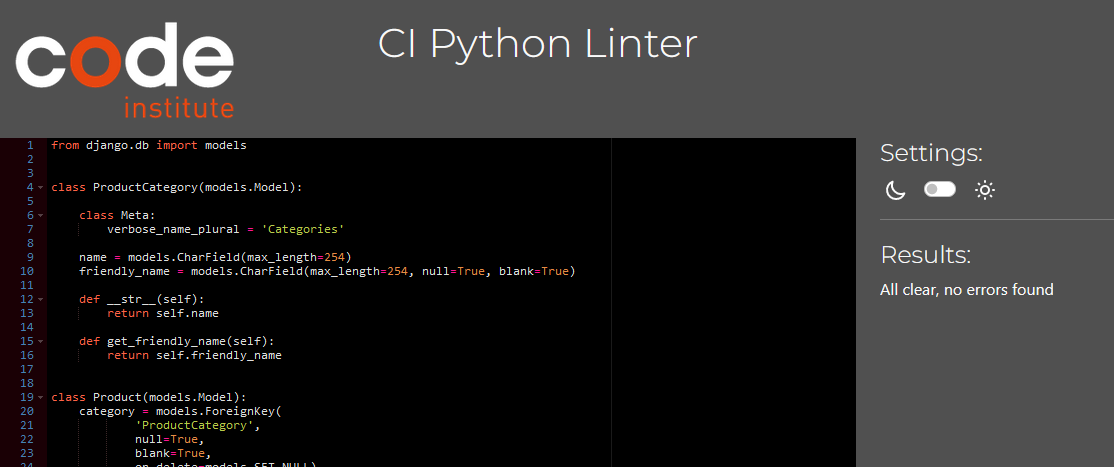 code
institute
CI Python Linter
1 from django.db import models
2
3
4 class ProductCategory(models.Model):
5
6 class Meta:
7 verbose_name_plural = 'Categories'
8
9 name = models.CharField(max_length=254)
10 friendly_name = models.CharField(max_length=254, null=True, blank=True)
11
12 def __str__(self):
13 return self.name
14
15 def get_friendly_name(self):
16 return self.friendly_name
17
18
19 class Product(models.Model):
20 category = models.ForeignKey(
21 'ProductCategory',
22 null=True,
23 blank=True,
24 on_delete=models.SET_NULL)
Settings:
Results:
All clear, no errors found